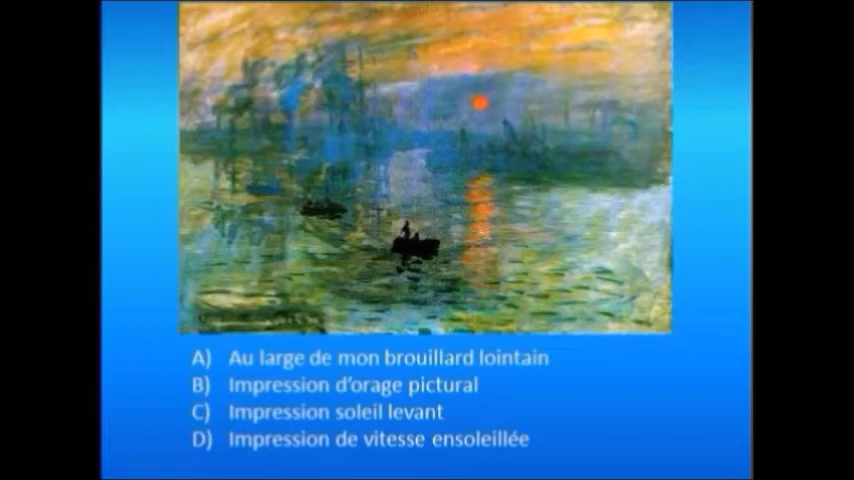 A) Au large de mon brouillard lointain
B) Impression d'orage pictural
C) Impression soleil levant
D) Impression de vitesse ensoleillée